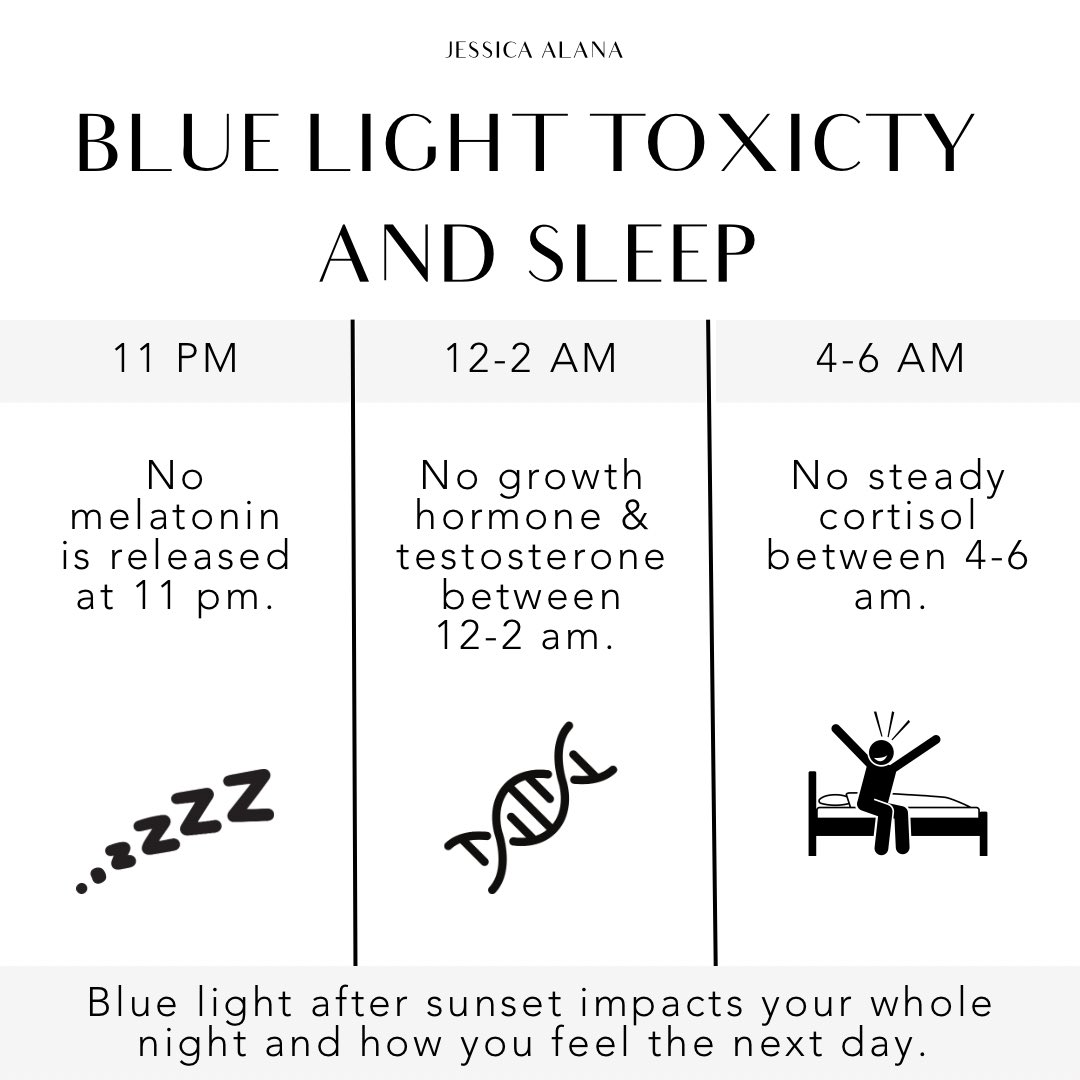 JESSICA ALANA
BLUE LIGHT TOXICTY
AND SLEEP
11 PM
No
melatonin
is released
at 11 pm.
zzzZ
12-2 AM
No growth
hormone &
testosterone
between
12-2 am.
4-6 AM
No steady
cortisol
between 4-6
am.
Blue light after sunset impacts your whole
night and how you feel the next day.